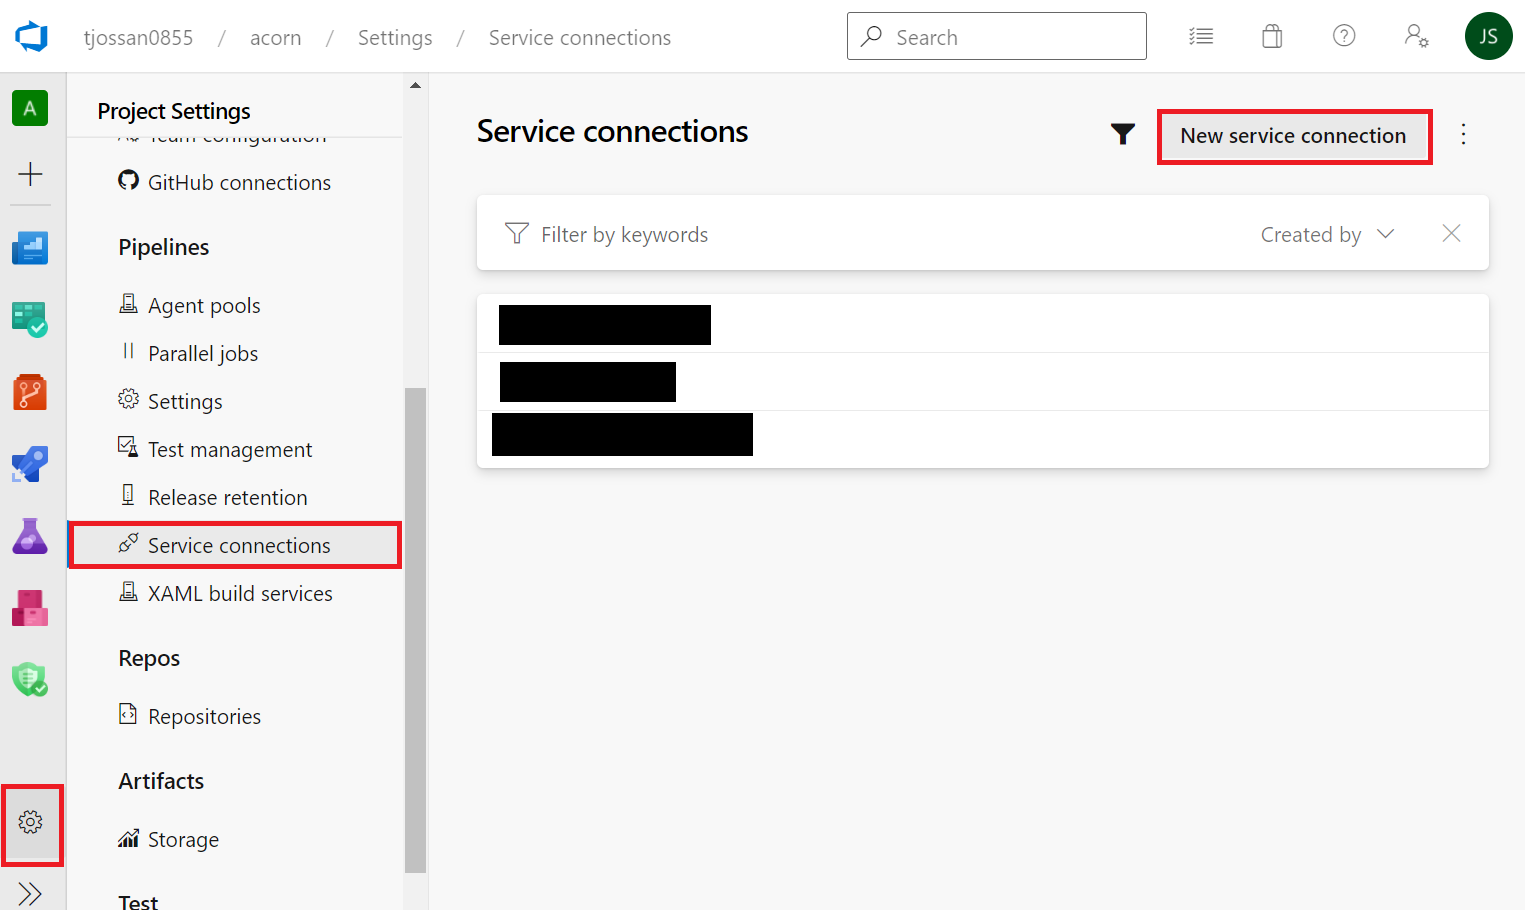 tjossan0855 / acorn / Settings / Service connections
Search
JS
A
Project Settings
Team configuration
GitHub connections
Pipelines
Agent pools
Parallel jobs
Settings
Test management
Release retention
Service connections
XAML build services
Repos
Repositories
Artifacts
Storage
Test
Service connections
New service connection
Filter by keywords
Created by